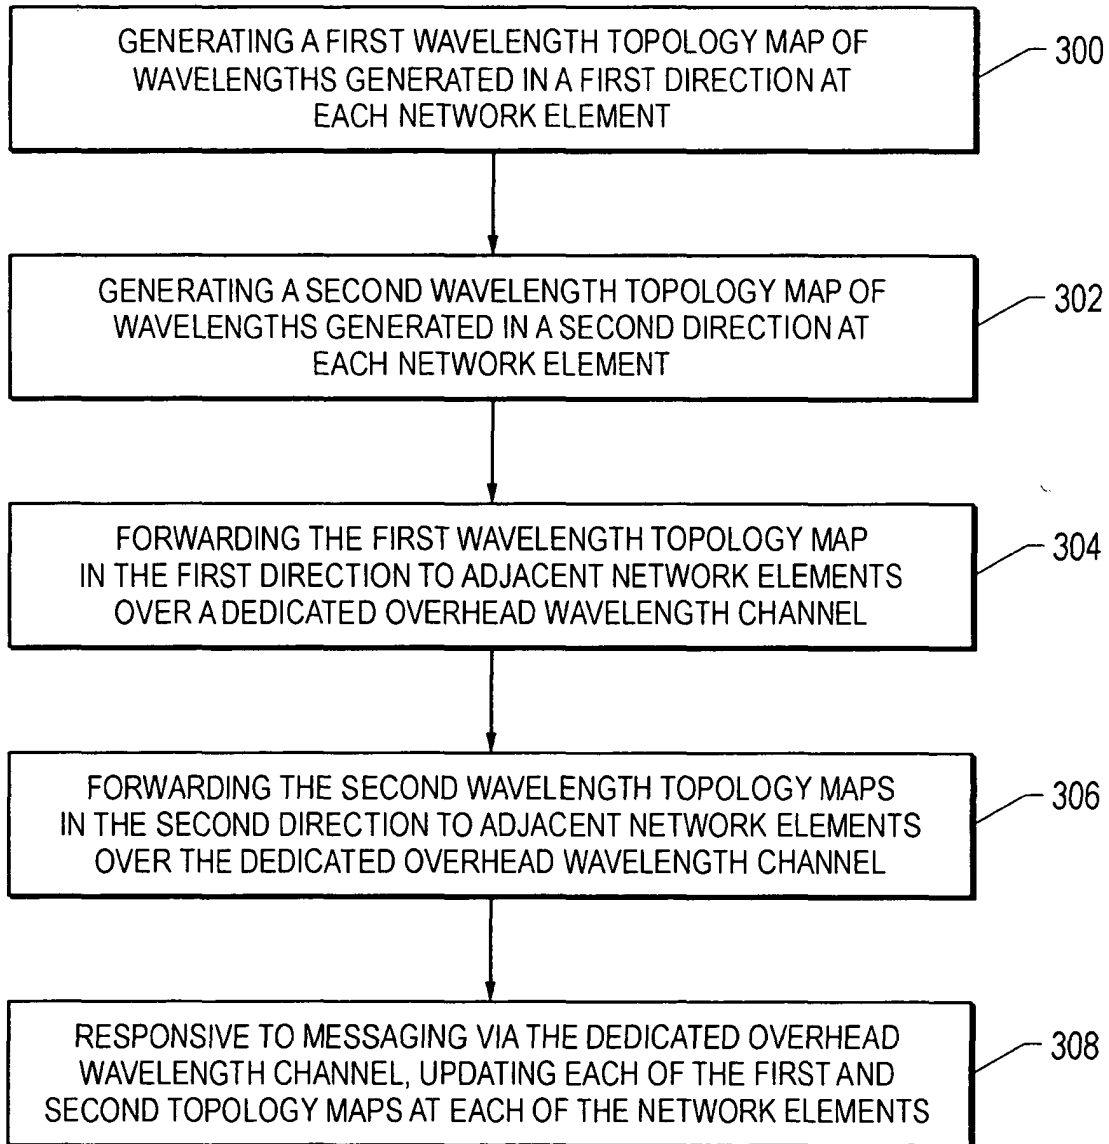 GENERATING A FIRST WAVELENGTH TOPOLOGY MAP OF
WAVELENGTHS GENERATED IN A FIRST DIRECTION AT
EACH NETWORK ELEMENT
300
GENERATING A SECOND WAVELENGTH TOPOLOGY MAP OF
WAVELENGTHS GENERATED IN A SECOND DIRECTION AT
EACH NETWORK ELEMENT
302
FORWARDING THE FIRST WAVELENGTH TOPOLOGY MAP
IN THE FIRST DIRECTION TO ADJACENT NETWORK ELEMENTS
OVER A DEDICATED OVERHEAD WAVELENGTH CHANNEL
304
FORWARDING THE SECOND WAVELENGTH TOPOLOGY MAPS
IN THE SECOND DIRECTION TO ADJACENT NETWORK ELEMENTS
OVER THE DEDICATED OVERHEAD WAVELENGTH CHANNEL
306
RESPONSIVE TO MESSAGING VIA THE DEDICATED OVERHEAD
WAVELENGTH CHANNEL, UPDATING EACH OF THE FIRST AND
SECOND TOPOLOGY MAPS AT EACH OF THE NETWORK ELEMENTS
308